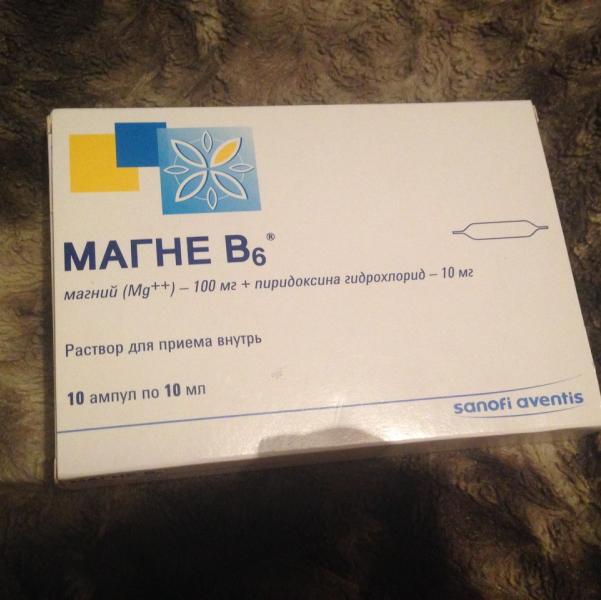 МАГНЕ В6®
магний (Mg++) – 100 мг + пиридоксина гидрохлорид – 10 мг
Раствор для приема внутрь
10 ампул по 10 мл
sanofi aventis